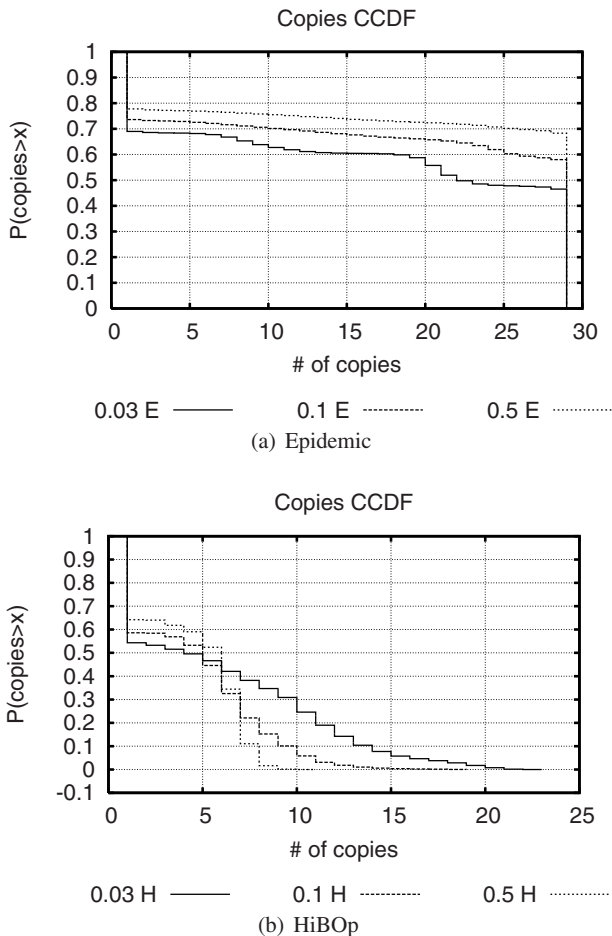 Copies CCDF
P(copies>x)
1
0.9
0.8
0.7
0.6
0.5
0.4
0.3
0.2
0.1
0
0 5 10 15 20 25 30
# of copies
0.03 E 0.1 E 0.5 E
(a) Epidemic
Copies CCDF
P(copies>x)
1
0.9
0.8
0.7
0.6
0.5
0.4
0.3
0.2
0.1
0
-0.1
0 5 10 15 20 25
# of copies
0.03 H 0.1 H 0.5 H
(b) HiBOp